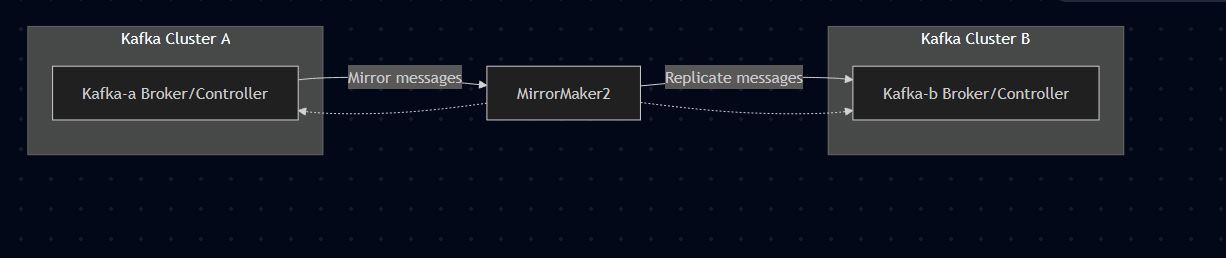 Kafka Cluster A
Kafka Cluster B
Kafka-a Broker/Controller
Mirror messages
MirrorMaker2
Replicate messages
Kafka-b Broker/Controller